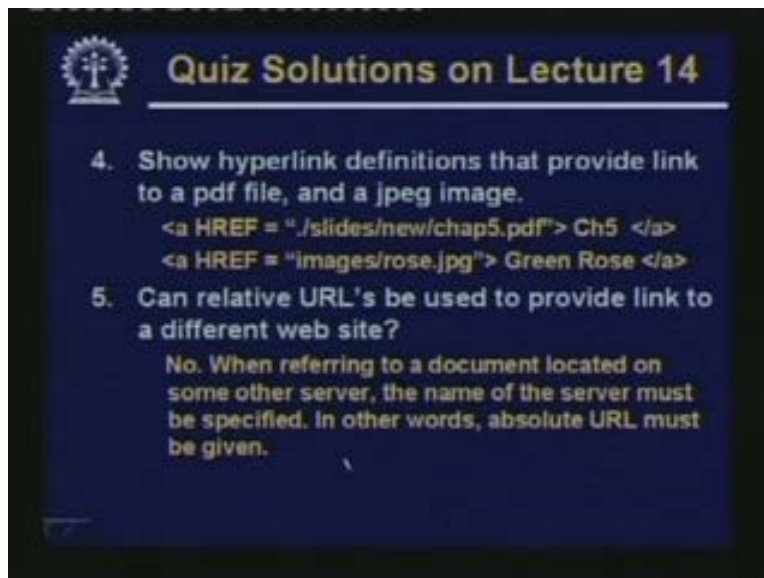 Quiz Solutions on Lecture 14
4. Show hyperlink definitions that provide link
to a pdf file, and a jpeg image.
<a HREF = “./slides/new/chap5.pdf”> Ch5 </a>
<a HREF = “images/rose.jpg”> Green Rose </a>
5. Can relative URL’s be used to provide link to
a different web site?
No. When referring to a document located on
some other server, the name of the server must
be specified. In other words, absolute URL must
be given.